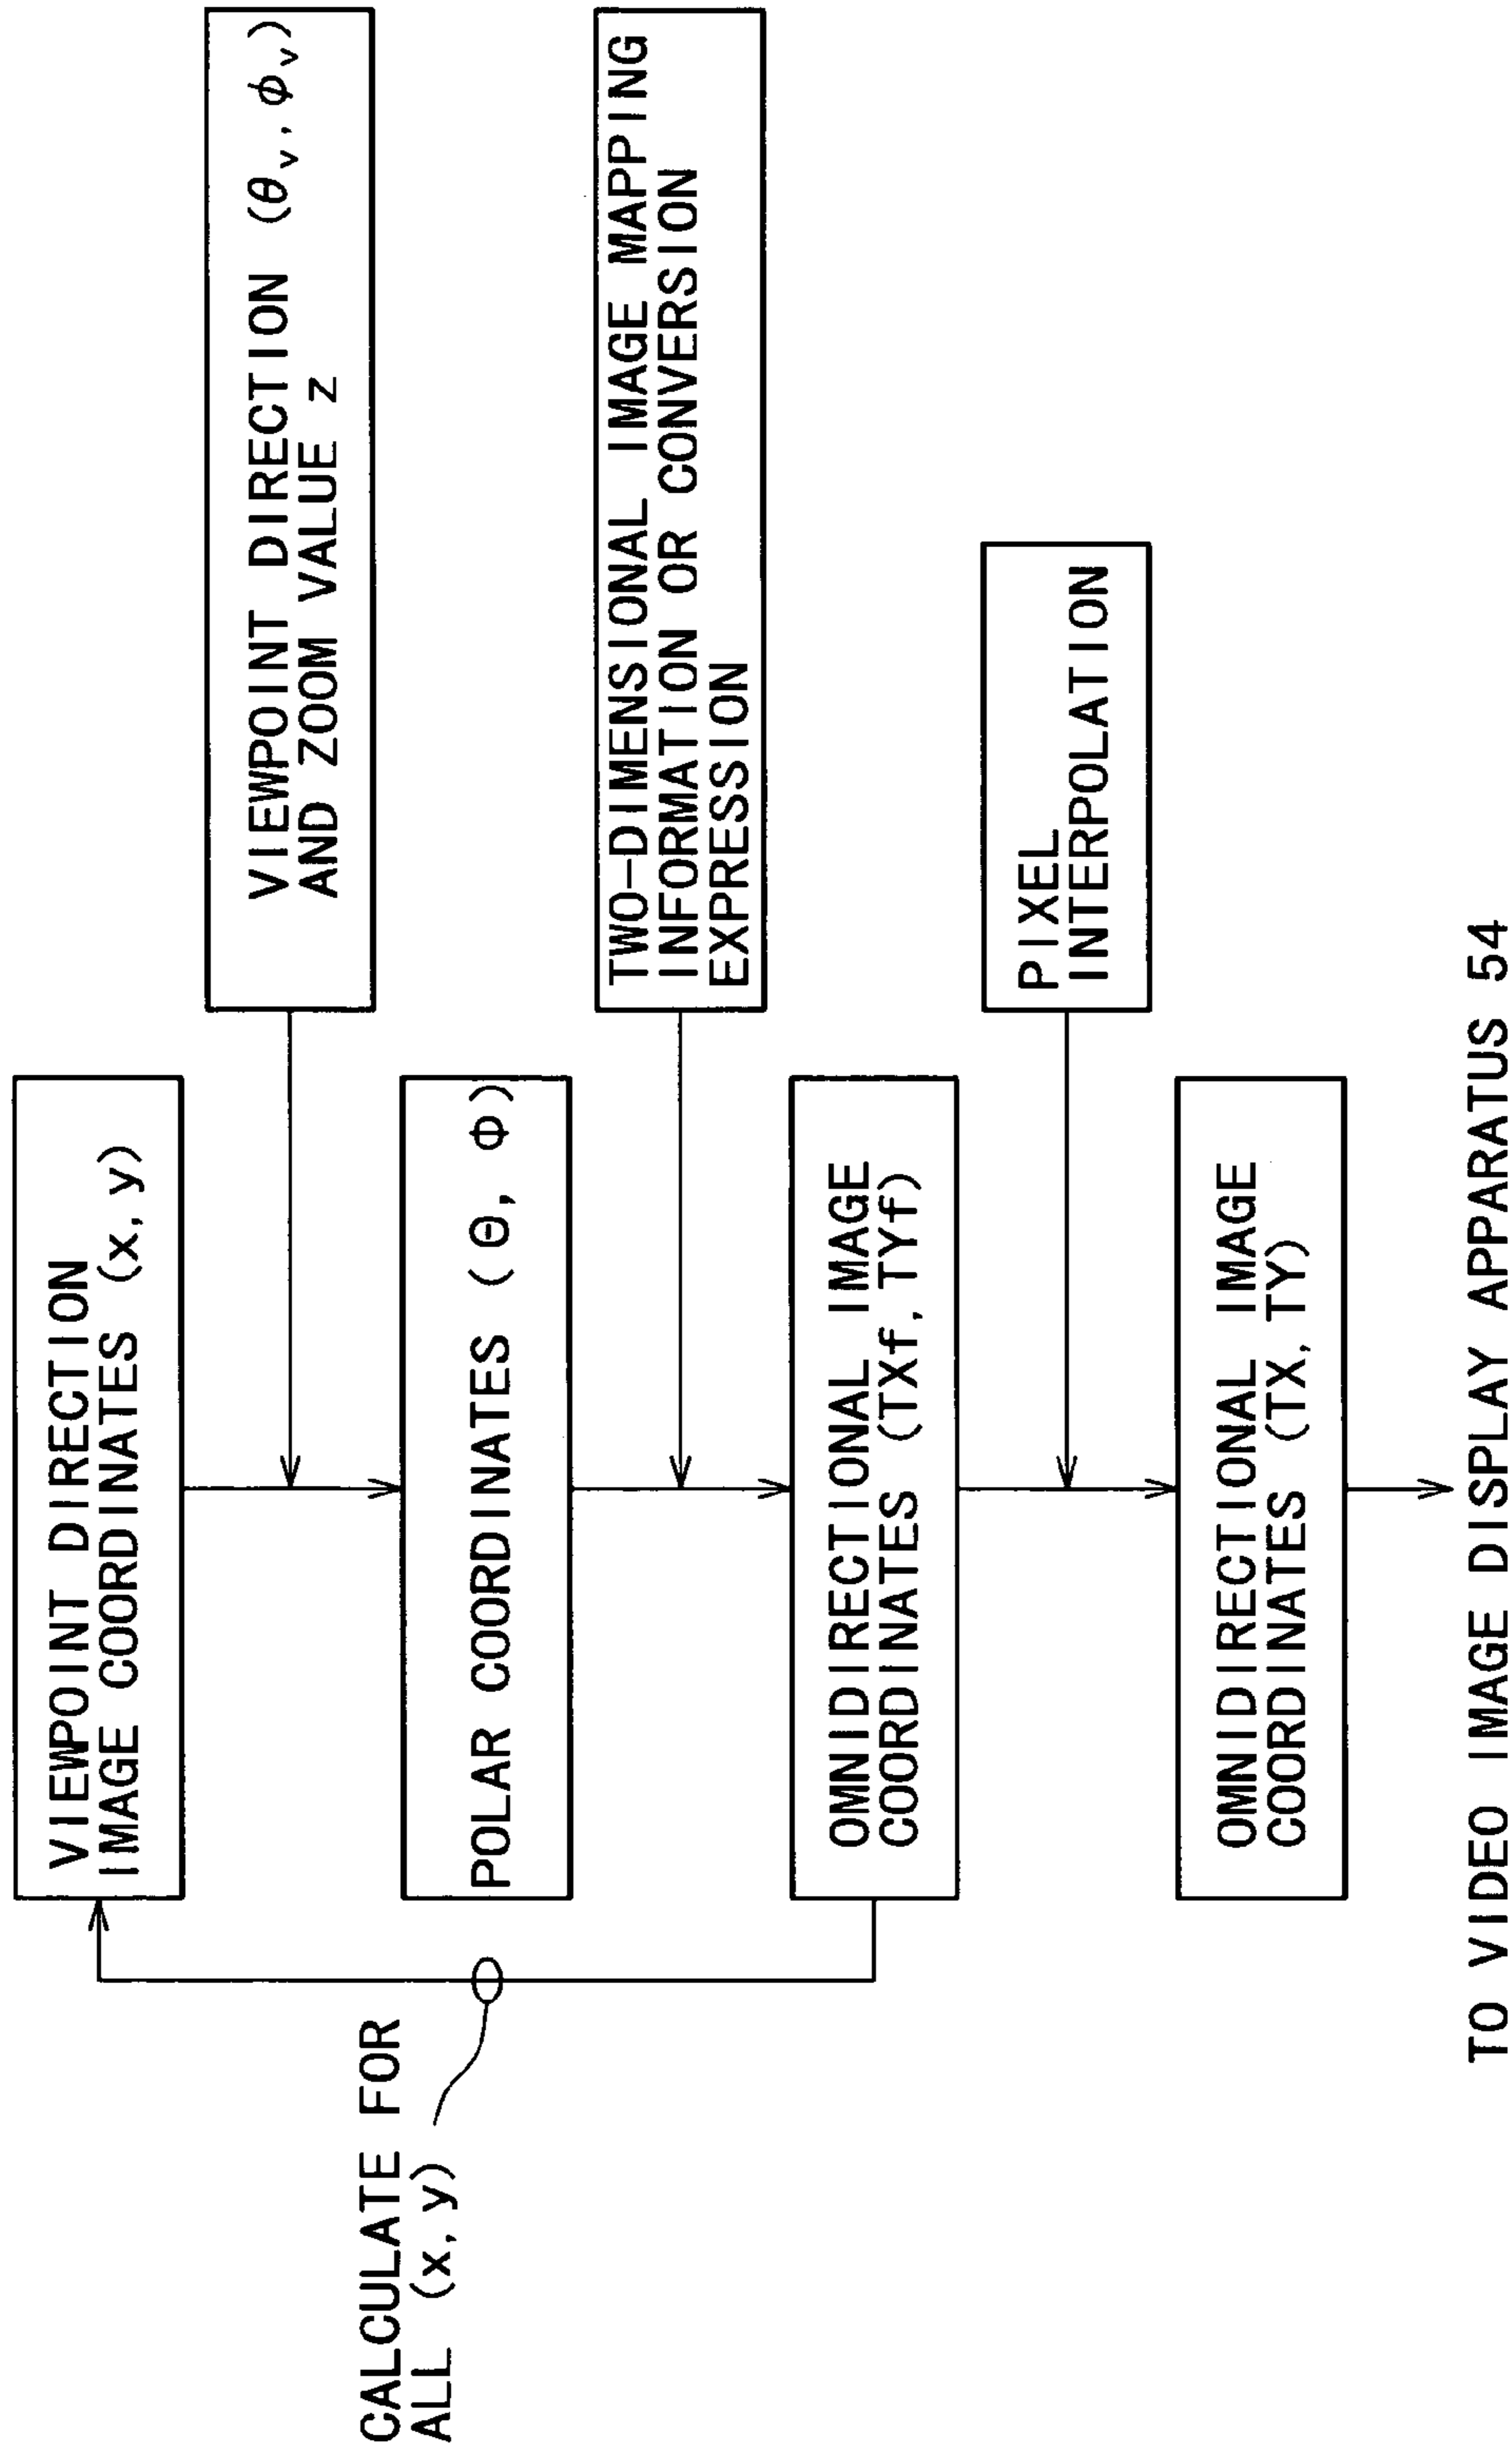 VIEWPOINT DIRECTION
IMAGE COORDINATES (x, y)
VIEWPOINT DIRECTION (θv, φv)
AND ZOOM VALUE z
CALCULATE FOR
ALL (x, y)
POLAR COORDINATES (Θ, Φ)
TWO-DIMENSIONAL IMAGE MAPPING
INFORMATION OR CONVERSION
EXPRESSION
OMNIDIRECTIONAL IMAGE
COORDINATES (TXf, TYf)
PIXEL
INTERPOLATION
OMNIDIRECTIONAL IMAGE
COORDINATES (TX, TY)
TO VIDEO IMAGE DISPLAY APPARATUS 54